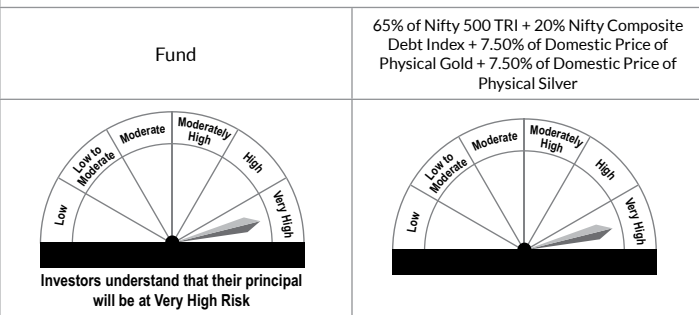 Fund
65% of Nifty 500 TRI + 20% Nifty Composite
Debt Index + 7.50% of Domestic Price of
Physical Gold + 7.50% of Domestic Price of
Physical Silver
Low
Low to
Moderate
Moderate
Moderately
High
High
Very High
Investors understand that their principal
will be at Very High Risk
Low
Low to
Moderate
Moderate
Moderately
High
High
Very High